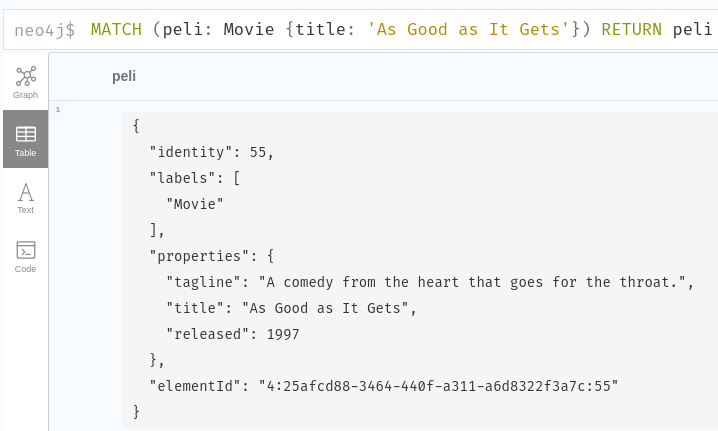 neo4j$ MATCH (peli: Movie {title: 'As Good as It Gets'}) RETURN peli
Graph
Table
Text
Code
peli
1
{
"identity": 55,
"labels": [
"Movie"
],
"properties": {
"tagline": "A comedy from the heart that goes for the throat.",
"title": "As Good as It Gets",
"released": 1997
},
"elementId": "4:25afcd88-3464-440f-a311-a6d8322f3a7c:55"
}